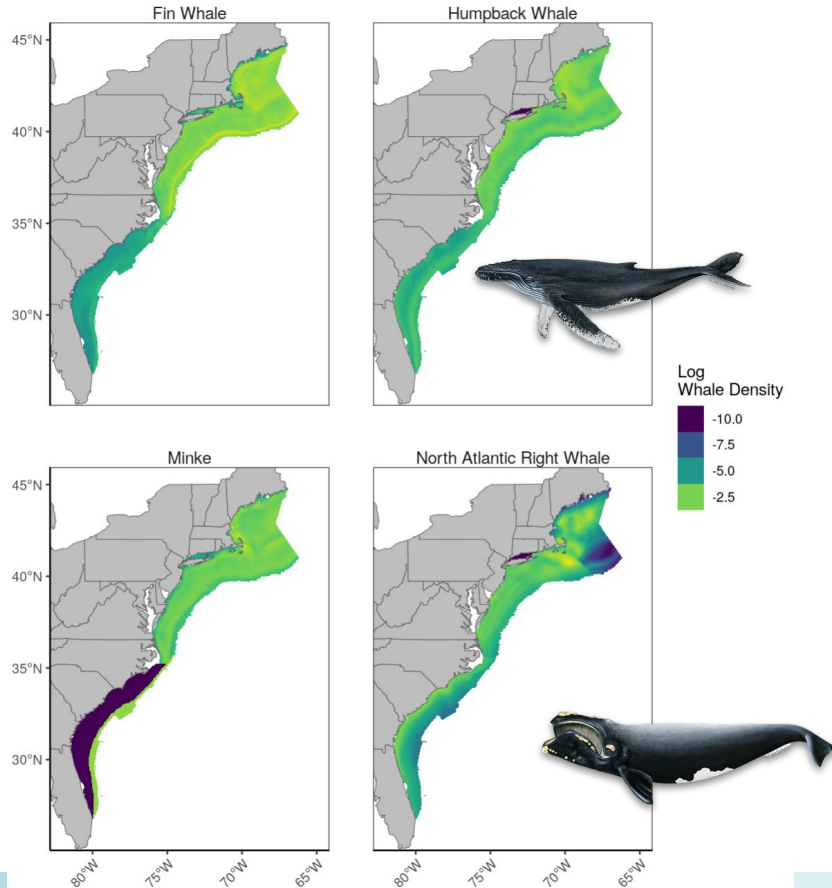 Fin Whale
Humpback Whale
45°N
40°N
35°N
30°N
Log
Whale Density
-10.0
-7.5
-5.0
-2.5
Minke
North Atlantic Right Whale
45°N
40°N
35°N
30°N
80°W
75°W
70°W
65°W
80°W
75°W
70°W
65°W